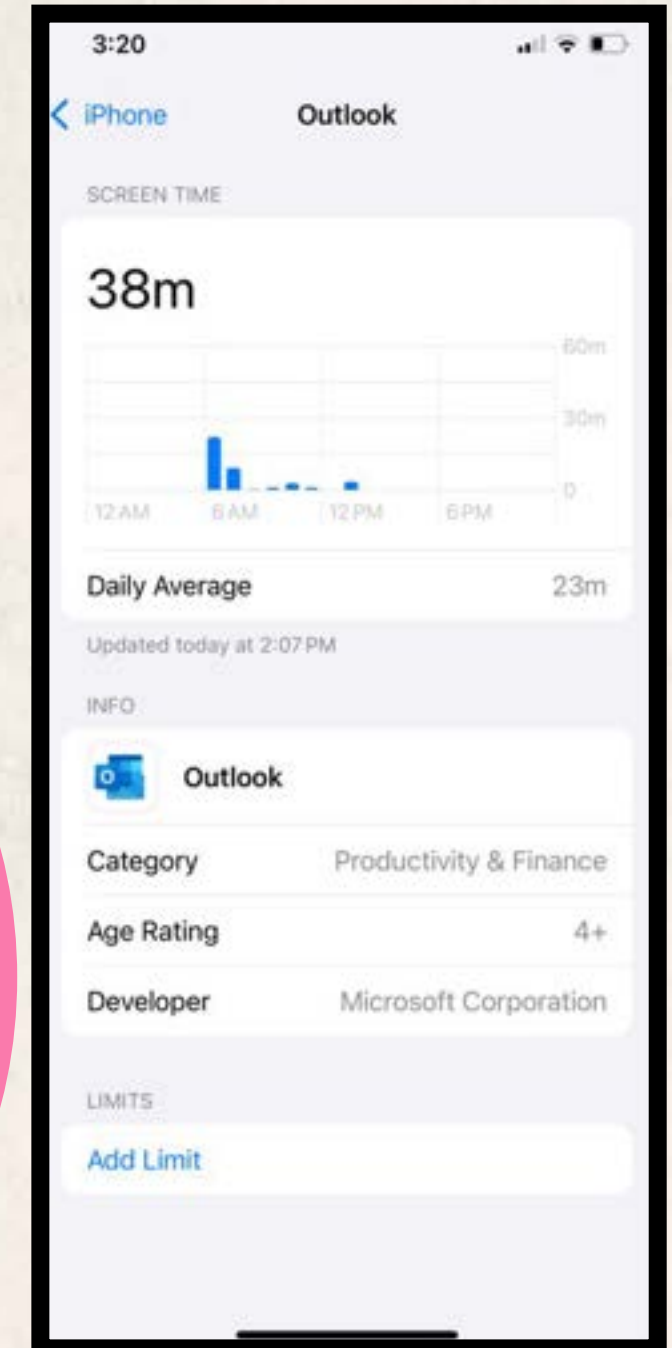 3:20
iPhone Outlook
SCREEN TIME
38m
60m
30m
0
12 AM 6 AM 12 PM 6 PM
Daily Average 23m
Updated today at 2:07 PM
INFO
Outlook
Category Productivity & Finance
Age Rating 4+
Developer Microsoft Corporation
LIMITS
Add Limit